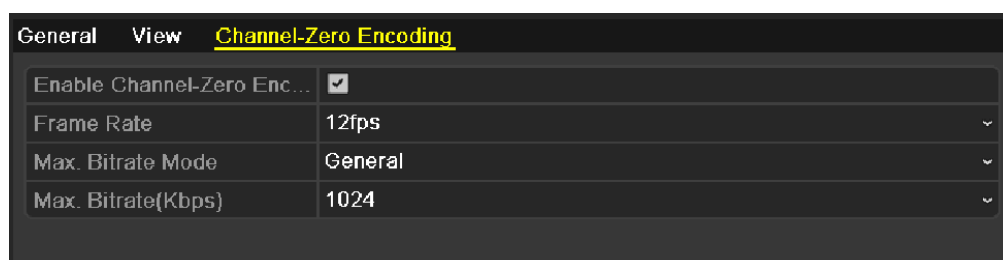 General View Channel-Zero Encoding
Enable Channel-Zero Enc...
Frame Rate 12fps
Max. Bitrate Mode General
Max. Bitrate(Kbps) 1024